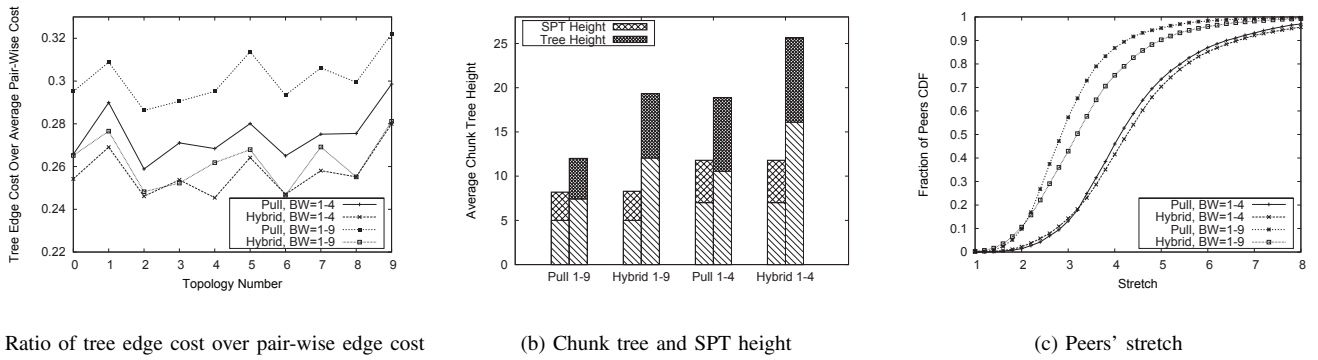 Tree Edge Cost Over Average Pair-Wise Cost
0.32
0.3
0.28
0.26
0.24
0.22
Pull, BW=1-4
Hybrid, BW=1-4
Pull, BW=1-9
Hybrid, BW=1-9
0 1 2 3 4 5 6 7 8 9
Topology Number
Ratio of tree edge cost over pair-wise edge cost
Average Chunk Tree Height
25
20
15
10
5
0
SPT Height
Tree Height
Pull 1-9 Hybrid 1-9 Pull 1-4 Hybrid 1-4
(b) Chunk tree and SPT height
Fraction of Peers CDF
1
0.9
0.8
0.7
0.6
0.5
0.4
0.3
0.2
0.1
0
Pull, BW=1-4
Hybrid, BW=1-4
Pull, BW=1-9
Hybrid, BW=1-9
1 2 3 4 5 6 7 8
Stretch
(c) Peers' stretch